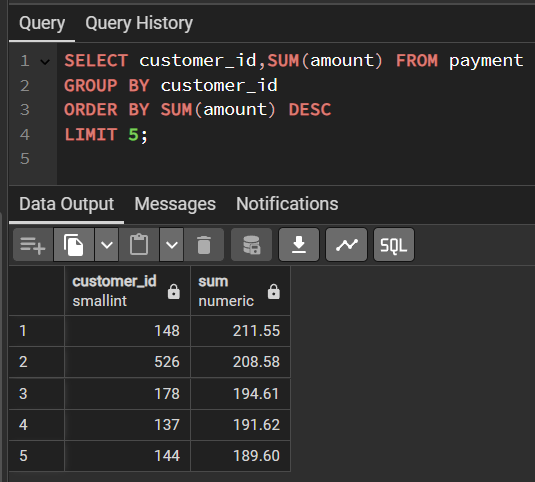 Query Query History
1 SELECT customer_id,SUM(amount) FROM payment
2 GROUP BY customer_id
3 ORDER BY SUM(amount) DESC
4 LIMIT 5;
5
Data Output Messages Notifications
SQL
customer_id sum
smallint numeric
1 148 211.55
2 526 208.58
3 178 194.61
4 137 191.62
5 144 189.60